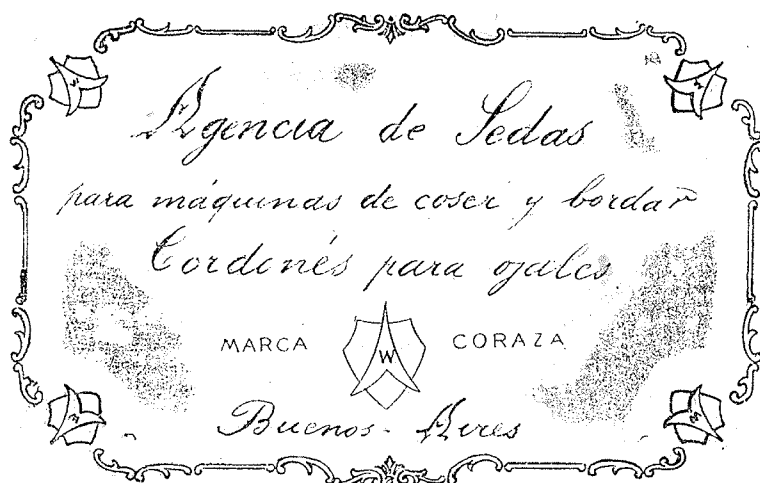 Agencia de Sedas
para máquinas de coser y bordar
Cordonés para ojales
MARCA W CORAZA
Buenos-Aires
W
W
W
W